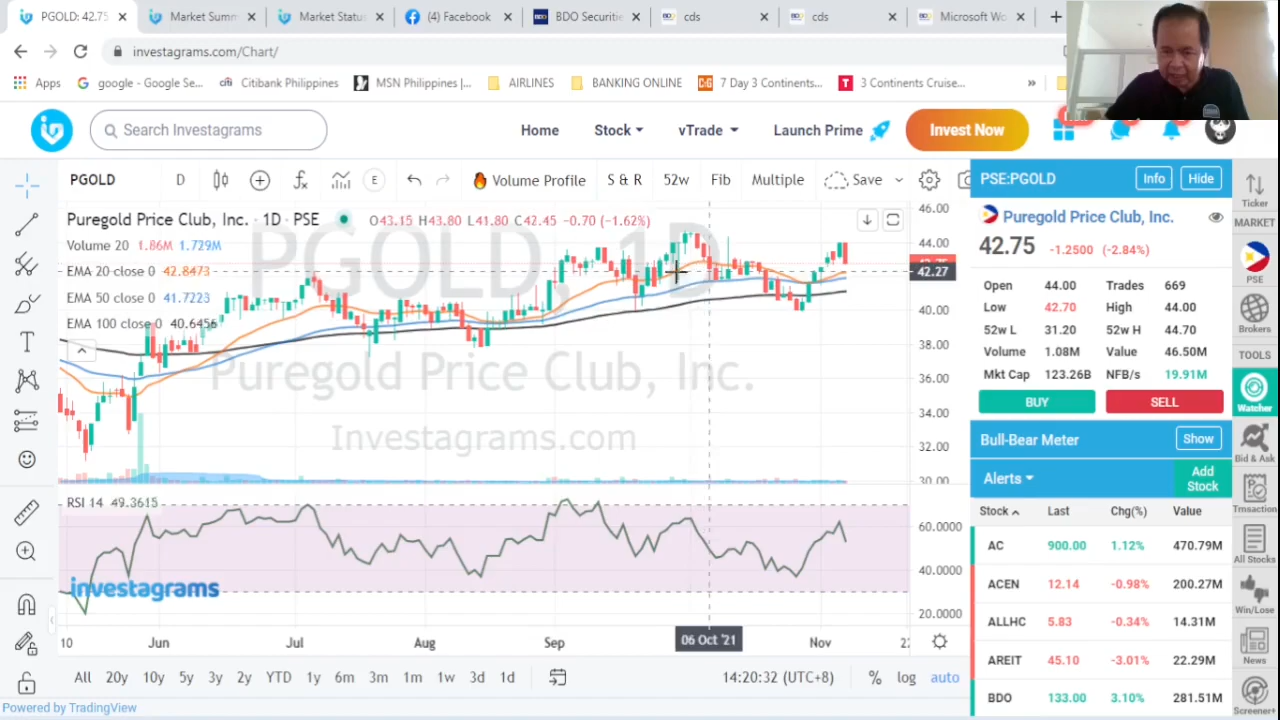 PGOLD: 42.75
Market Summ
Market Status
(4) Facebook
BDO Securitie
cds
cds
Microsoft Wo
investagrams.com/Chart/
Apps
google - Google Se...
Citibank Philippines
MSN Philippines |...
AIRLINES
BANKING ONLINE
7 Day 3 Continents...
3 Continents Cruise...
»
Search Investagrams
Home
Stock
vTrade
Launch Prime
Invest Now
PGOLD
D
E
Volume Profile
S & R
52w
Fib
Multiple
Save
Puregold Price Club, Inc. · 1D · PSE
O43.15 H43.80 L41.80 C42.45 -0.70 (-1.62%)
Volume 20 1.86M 1.729M
EMA 20 close 0 42.8473
EMA 50 close 0 41.7223
EMA 100 close 0 40.6456
PGOLD, 1D
Puregold Price Club, Inc.
Investagrams.com
46.00
44.00
42.27
40.00
38.00
36.00
34.00
32.00
30.00
RSI 14 49.3615
60.0000
40.0000
20.0000
investagrams
10
Jun
Jul
Aug
Sep
06 Oct '21
Nov
22
All
20y
10y
5y
3y
2y
YTD
1y
6m
3m
1m
1w
3d
1d
14:20:32 (UTC+8)
%
log
auto
Powered by TradingView
PSE:PGOLD
Info
Hide
Puregold Price Club, Inc.
42.75 -1.2500 (-2.84%)
Open 44.00 Trades 669
Low 42.70 High 44.00
52w L 31.20 52w H 44.70
Volume 1.08M Value 46.50M
Mkt Cap 123.26B NFB/s 19.91M
BUY
SELL
Bull-Bear Meter
Show
Alerts
Add
Stock
Stock Last Chg(%) Value
AC 900.00 1.12% 470.79M
ACEN 12.14 -0.98% 200.27M
ALLHC 5.83 -0.34% 14.31M
AREIT 45.10 -3.01% 22.29M
BDO 133.00 3.10% 281.51M
Ticker
MARKET
PSE
Brokers
TOOLS
Watcher
Bid & Ask
Trnsaction
All Stocks
Win/Lose
News
Screener+